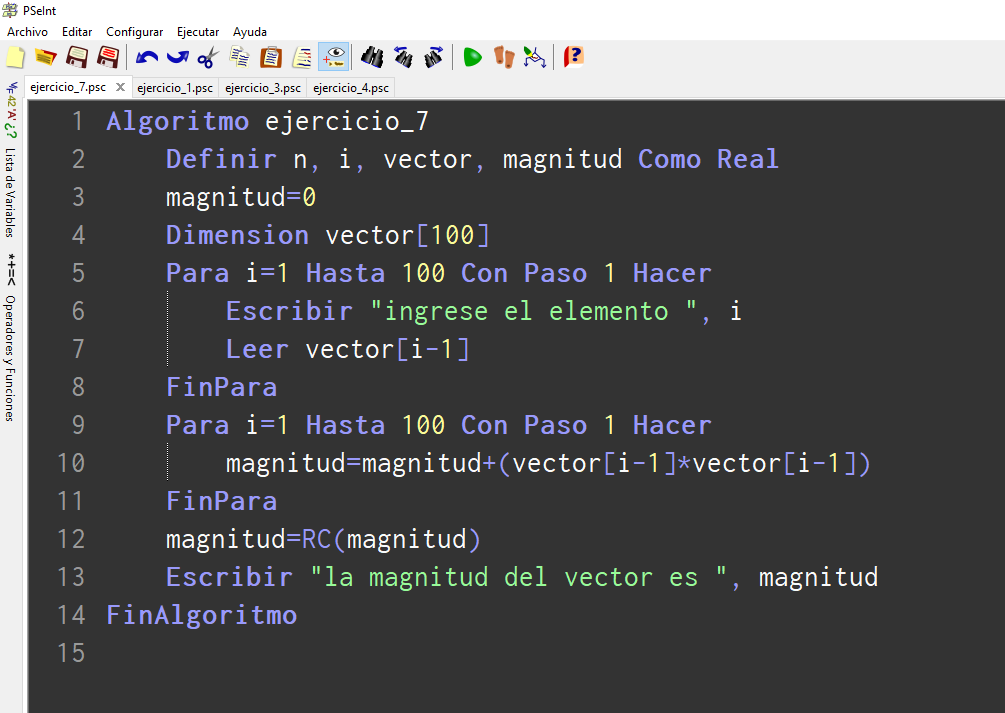 PSeInt
Archivo Editar Configurar Ejecutar Ayuda
ejercicio_7.psc X ejercicio_1.psc ejercicio_3.psc ejercicio_4.psc
42 'A' ¿? Lista de Variables
*+=< Operadores y Funciones
1 Algoritmo ejercicio_7
2 Definir n, i, vector, magnitud Como Real
3 magnitud=0
4 Dimension vector[100]
5 Para i=1 Hasta 100 Con Paso 1 Hacer
6 Escribir "ingrese el elemento ", i
7 Leer vector[i-1]
8 FinPara
9 Para i=1 Hasta 100 Con Paso 1 Hacer
10 magnitud=magnitud+(vector[i-1]*vector[i-1])
11 FinPara
12 magnitud=RC(magnitud)
13 Escribir "la magnitud del vector es ", magnitud
14 FinAlgoritmo
15